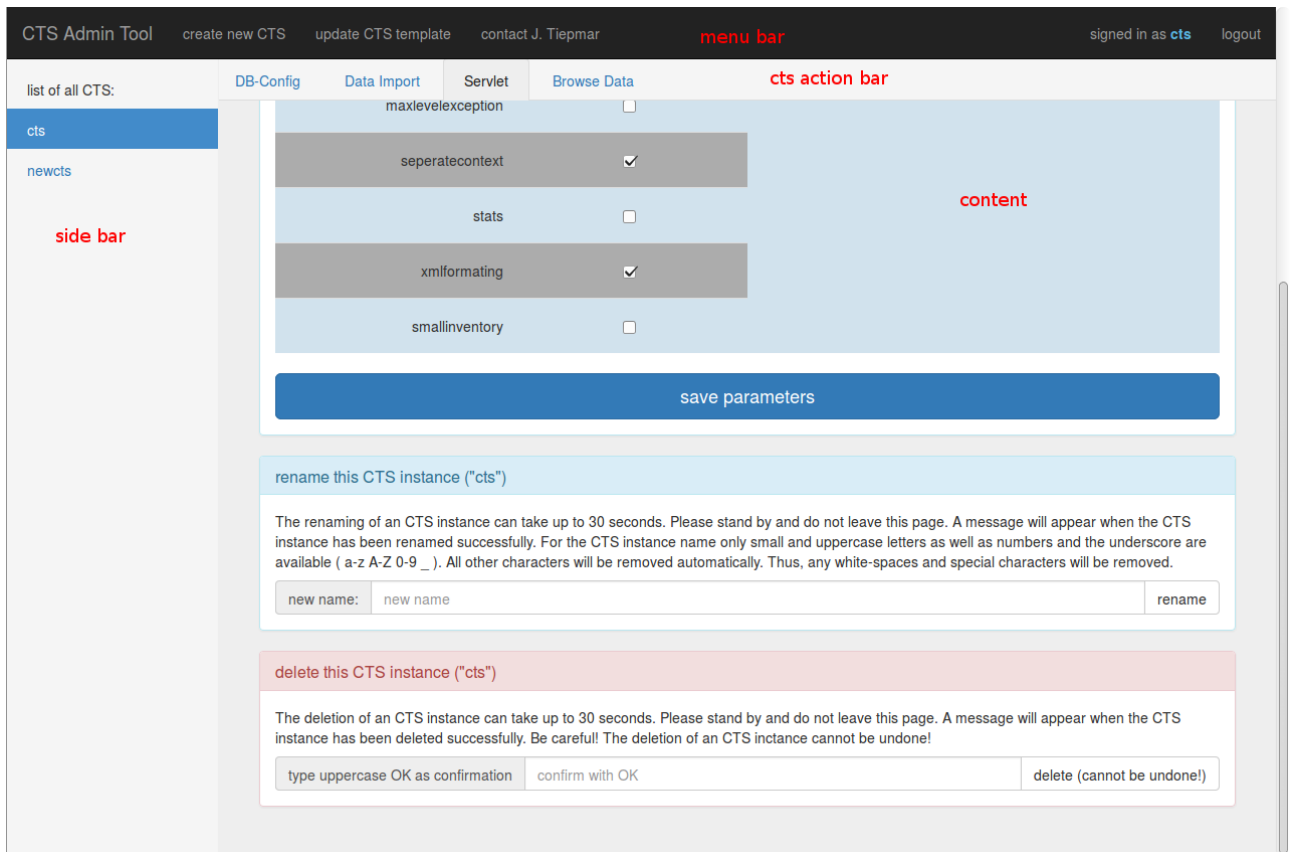 CTS Admin Tool create new CTS update CTS template contact J. Tiepmar menu bar signed in as cts logout
list of all CTS:
cts
newcts
side bar
DB-Config Data Import Servlet Browse Data cts action bar
maxlevelexception
seperatecontext
content
stats
xmlformating
smallinventory
save parameters
rename this CTS instance ("cts")
The renaming of an CTS instance can take up to 30 seconds. Please stand by and do not leave this page. A message will appear when the CTS
instance has been renamed successfully. For the CTS instance name only small and uppercase letters as well as numbers and the underscore are
available ( a-z A-Z 0-9 _ ). All other characters will be removed automatically. Thus, any white-spaces and special characters will be removed.
new name: new name rename
delete this CTS instance ("cts")
The deletion of an CTS instance can take up to 30 seconds. Please stand by and do not leave this page. A message will appear when the CTS
instance has been deleted successfully. Be careful! The deletion of an CTS inctance cannot be undone!
type uppercase OK as confirmation confirm with OK delete (cannot be undone!)